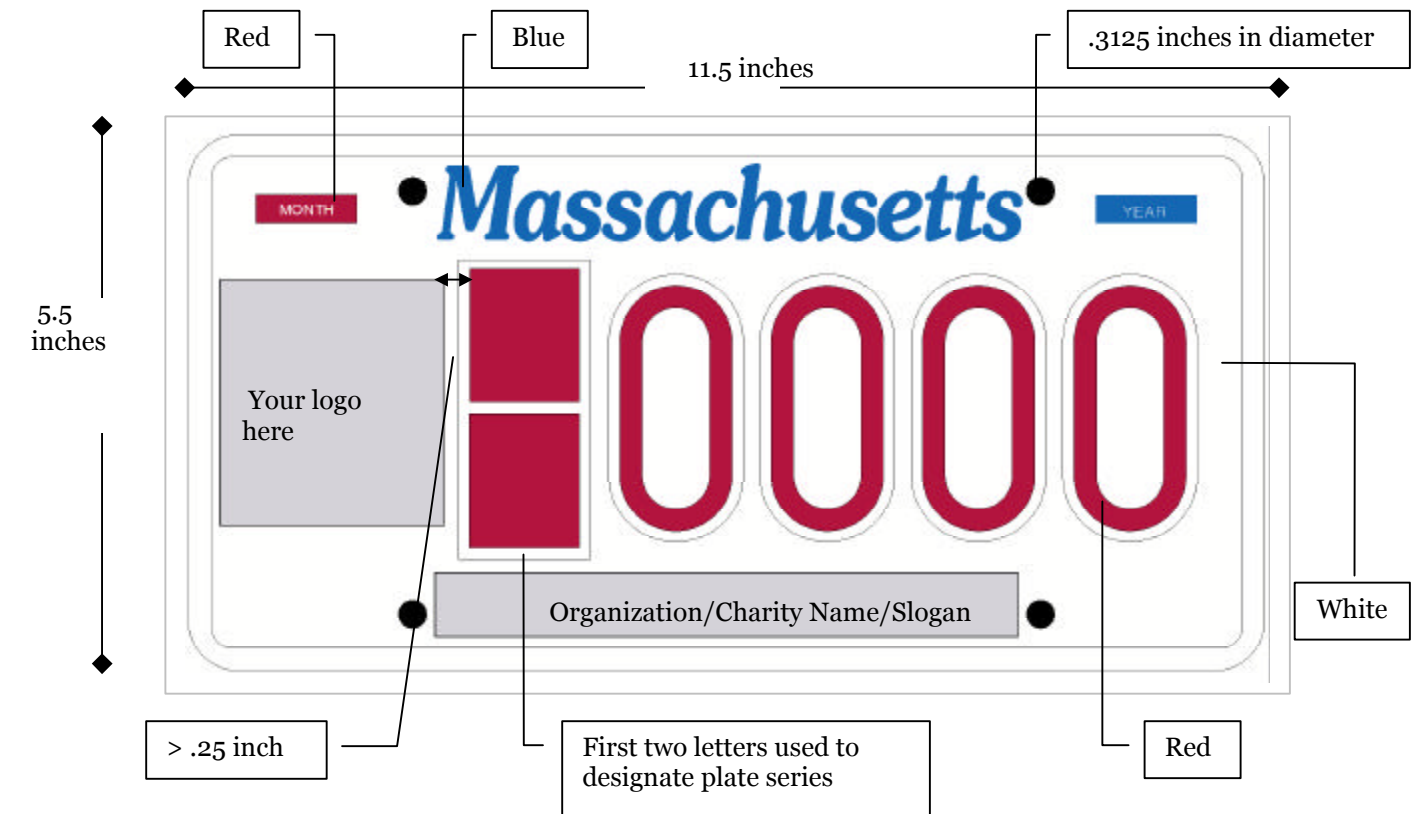 Red
Blue
.3125 inches in diameter
11.5 inches
MONTH
Massachusetts
YEAR
5.5
inches
Your logo
here
0000
Organization/Charity Name/Slogan
White
> .25 inch
First two letters used to
designate plate series
Red